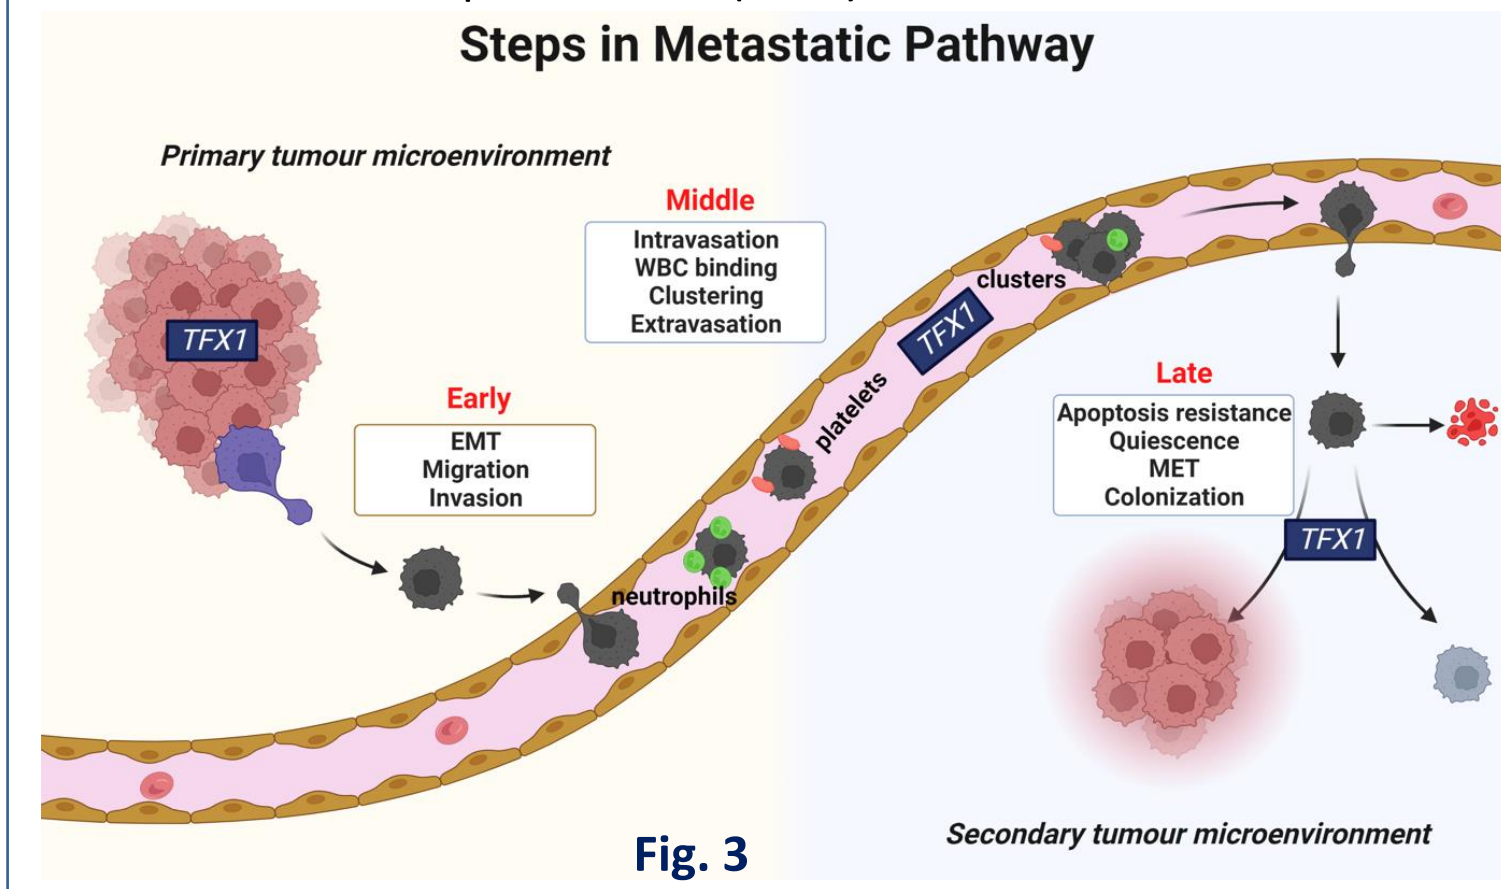 Steps in Metastatic Pathway
Primary tumour microenvironment
TFX1
Early
EMT
Migration
Invasion
Middle
Intravasation
WBC binding
Clustering
Extravasation
neutrophils
platelets
TFX1
clusters
Late
Apoptosis resistance
Quiescence
MET
Colonization
TFX1
Secondary tumour microenvironment
Fig. 3